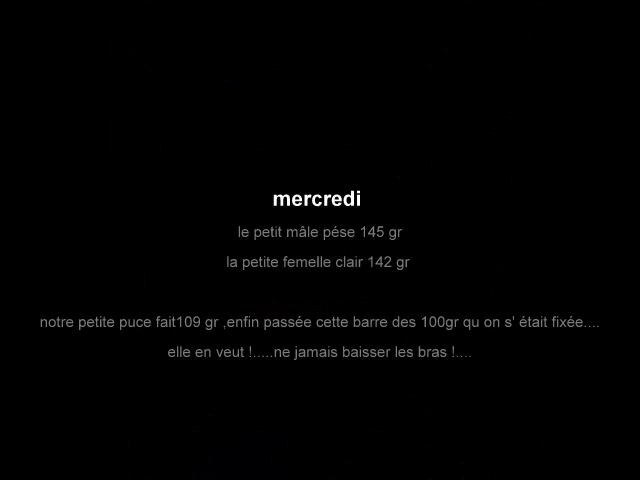 mercredi
le petit mâle pése 145 gr
la petite femelle clair 142 gr
notre petite puce fait109 gr ,enfin passée cette barre des 100gr qu on s' était fixée....
elle en veut !.....ne jamais baisser les bras !....